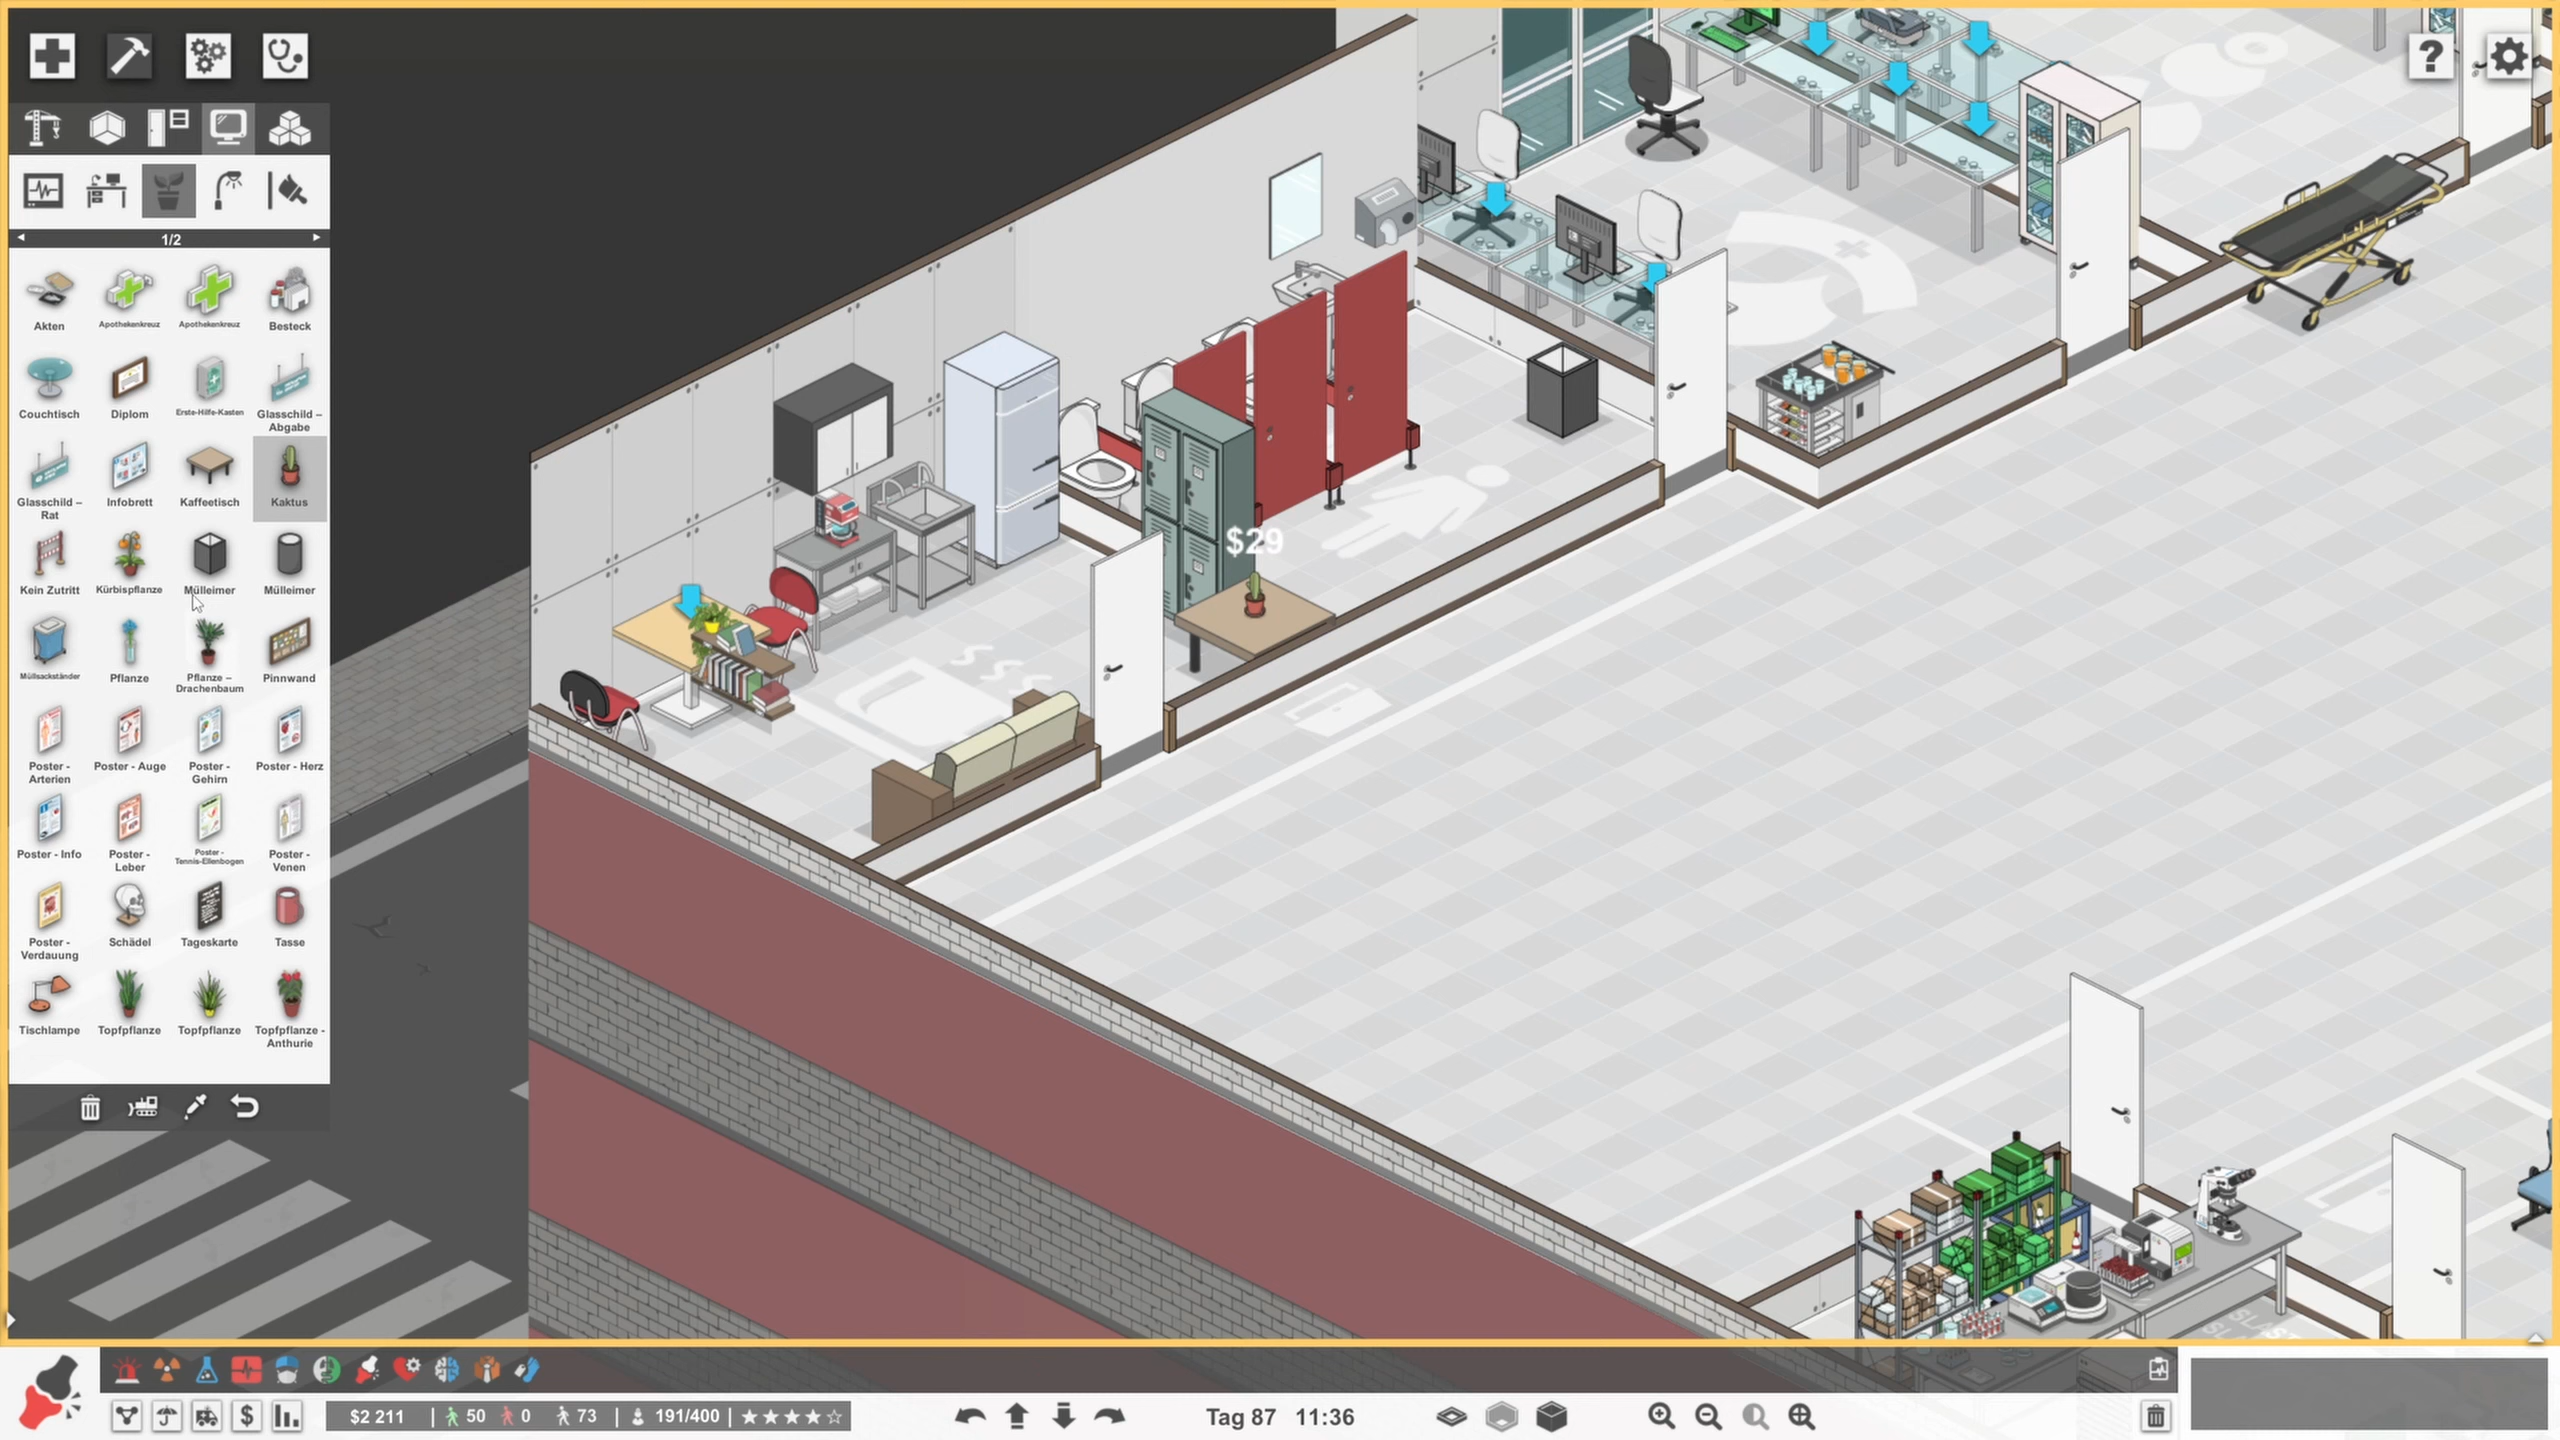 1/2
Akten
Apothekenkreuz
Apothekenkreuz
Besteck
Couchtisch
Diplom
Erste-Hilfe-Kasten
Glasschild –
Abgabe
Glasschild –
Rat
Infobrett
Kaffeetisch
Kaktus
Kein Zutritt
Kürbispflanze
Mülleimer
Mülleimer
Müllsackständer
Pflanze
Pflanze –
Drachenbaum
Pinnwand
Poster -
Arterien
Poster - Auge
Poster -
Gehirn
Poster - Herz
Poster - Info
Poster -
Leber
Poster -
Tennis-Ellenbogen
Poster -
Venen
Poster -
Verdauung
Schädel
Tageskarte
Tasse
Tischlampe
Topfpflanze
Topfpflanze
Topfpflanze -
Anthurie
$29
$2 211 | 50 0 73 | 191/400 |
Tag 87 11:36